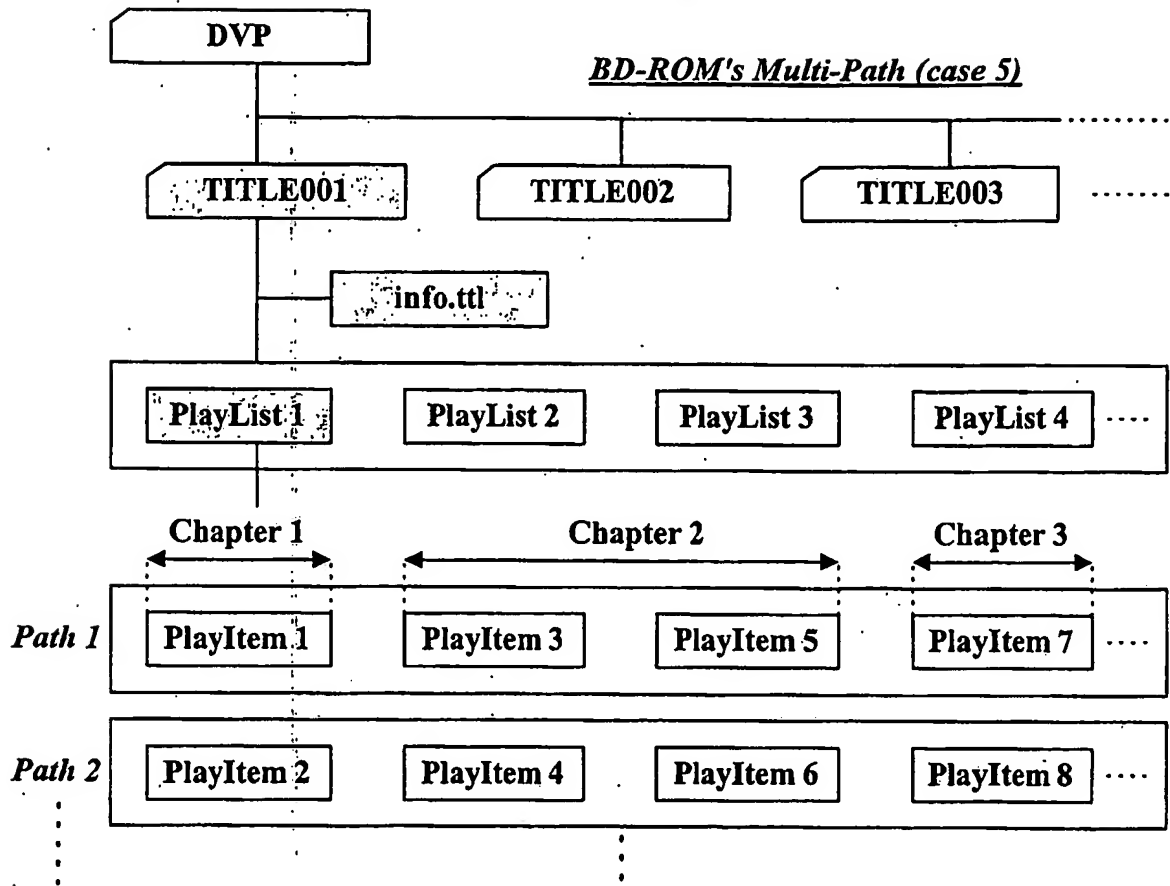 DVP
BD-ROM's Multi-Path (case 5)
TITLE001 TITLE002 TITLE003
info.ttl
PlayList 1 PlayList 2 PlayList 3 PlayList 4
Chapter 1 Chapter 2 Chapter 3
Path 1 PlayItem 1 PlayItem 3 PlayItem 5 PlayItem 7
Path 2 PlayItem 2 PlayItem 4 PlayItem 6 PlayItem 8